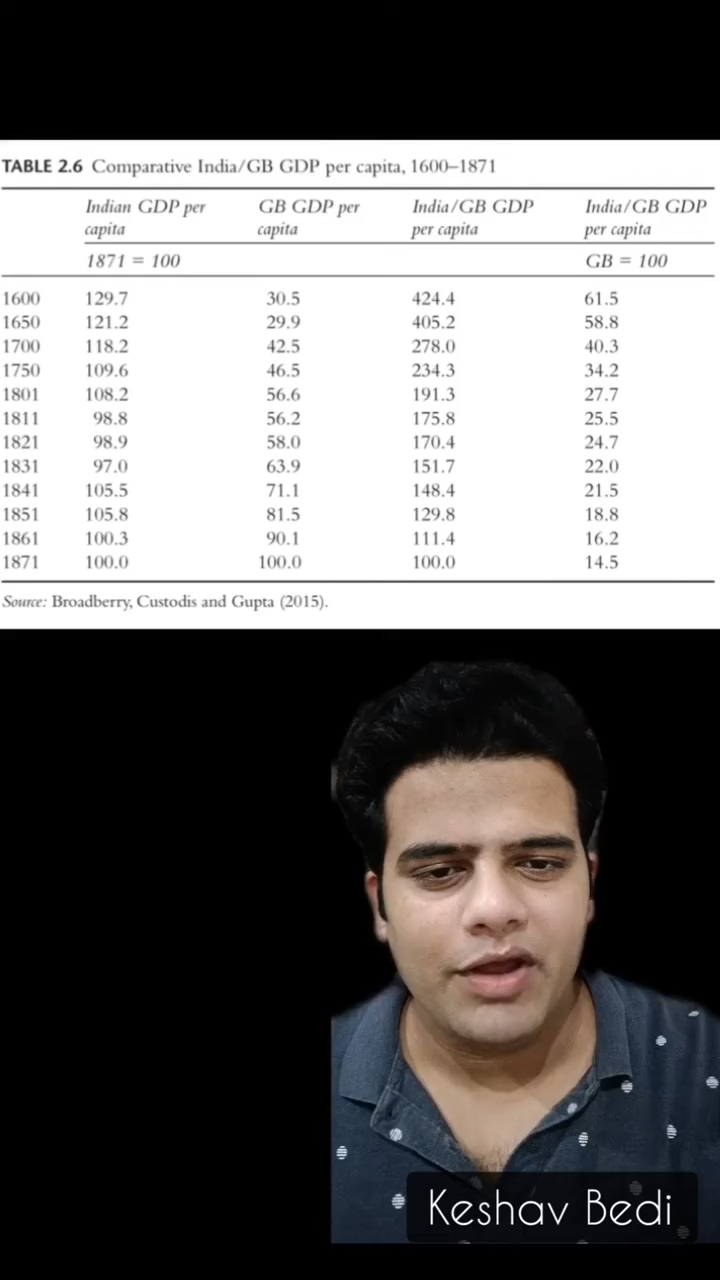 TABLE 2.6 Comparative India/GB GDP per capita, 1600–1871
Indian GDP per capita GB GDP per capita India/GB GDP per capita India/GB GDP per capita
1871 = 100 GB = 100
1600 129.7 30.5 424.4 61.5
1650 121.2 29.9 405.2 58.8
1700 118.2 42.5 278.0 40.3
1750 109.6 46.5 234.3 34.2
1801 108.2 56.6 191.3 27.7
1811 98.8 56.2 175.8 25.5
1821 98.9 58.0 170.4 24.7
1831 97.0 63.9 151.7 22.0
1841 105.5 71.1 148.4 21.5
1851 105.8 81.5 129.8 18.8
1861 100.3 90.1 111.4 16.2
1871 100.0 100.0 100.0 14.5
Source: Broadberry, Custodis and Gupta (2015).
Keshav Bedi